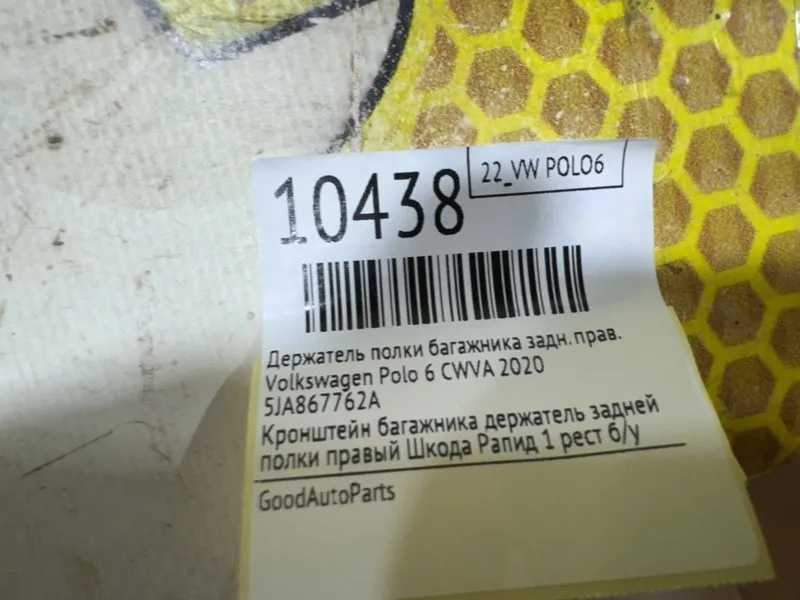 10438
22_VW POLO6
Держатель полки багажника задн. прав.
Volkswagen Polo 6 CWVA 2020
5JA867762A
Кронштейн багажника держатель задней
полки правый Шкода Рапид 1 рест б/у
GoodAutoParts